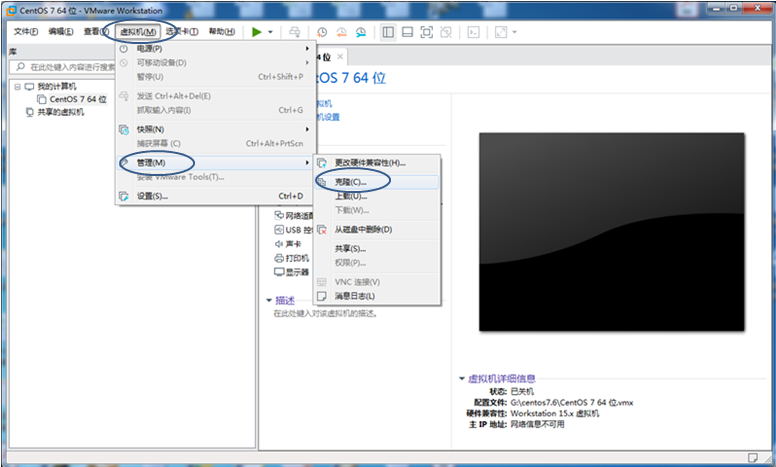 CentOS 7 64 位 - VMware Workstation
文件(F) 编辑(E) 查看(V) 虚拟机(M) 选项卡(T) 帮助(H)
库
在此处键入内容进行搜索
我的计算机
CentOS 7 64 位
共享的虚拟机
电源(P)
可移动设备(D)
暂停(U) Ctrl+Shift+P
发送 Ctrl+Alt+Del(E)
抓取输入内容(I) Ctrl+G
快照(N)
捕获屏幕 (C) Ctrl+Alt+PrtScn
管理(M)
安装 VMware Tools(T)...
设置(S)... Ctrl+D
更改硬件兼容性(H)...
克隆(C)...
上载(U)...
下载(W)...
从磁盘中删除(D)
共享(S)...
权限(P)...
VNC 连接(V)
消息日志(L)
4 位
OS 7 64 位
拟机
机设置
网络适配
USB 控
声卡
打印机
显示器
描述
在此处键入对该虚拟机的描述。
虚拟机详细信息
状态: 已关机
配置文件: G:\centos7.6\CentOS 7 64 位.vmx
硬件兼容性: Workstation 15.x 虚拟机
主 IP 地址: 网络信息不可用